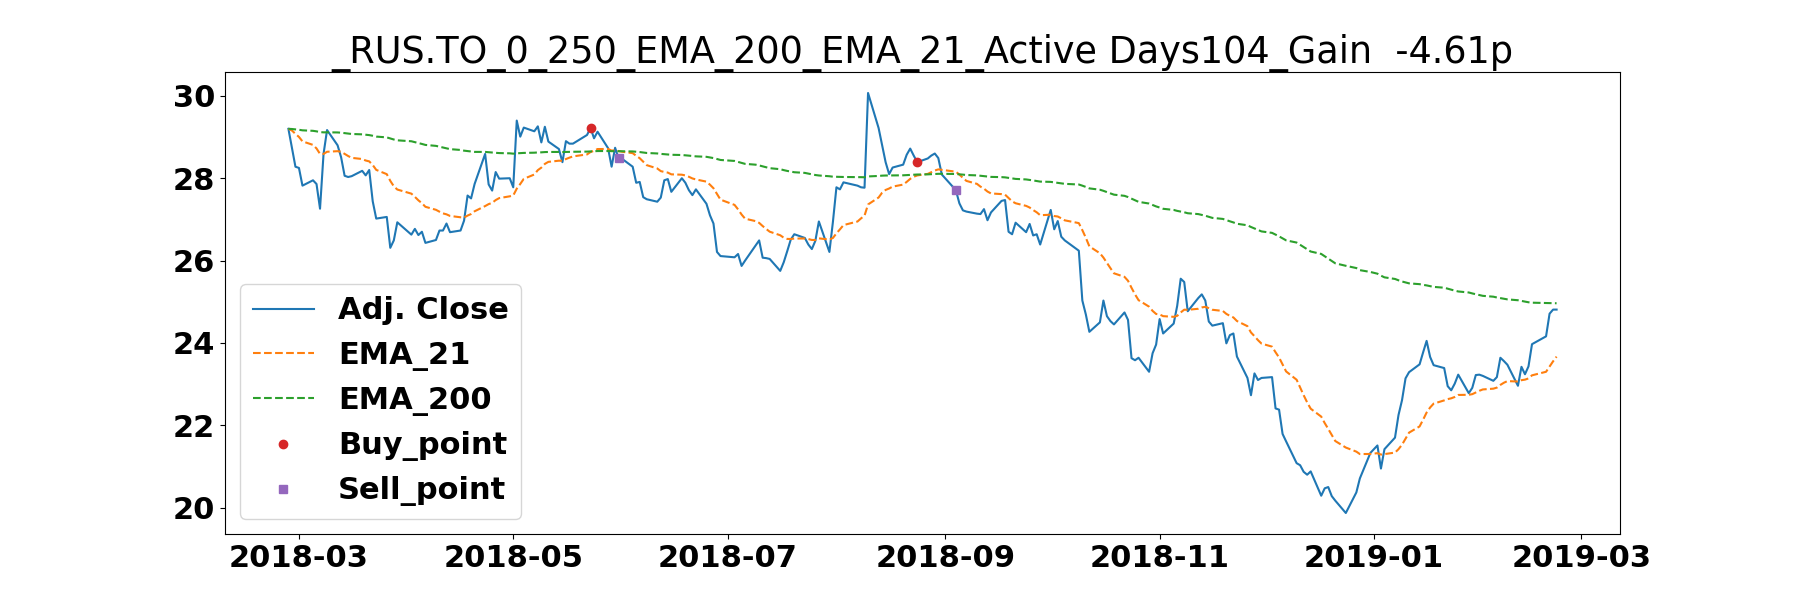 _RUS.TO_0_250_EMA_200_EMA_21_Active Days104_Gain  -4.61p
30
28
26
24
22
20
Adj. Close
EMA_21
EMA_200
Buy_point
Sell_point
2018-03 2018-05 2018-07 2018-09 2018-11 2019-01 2019-03